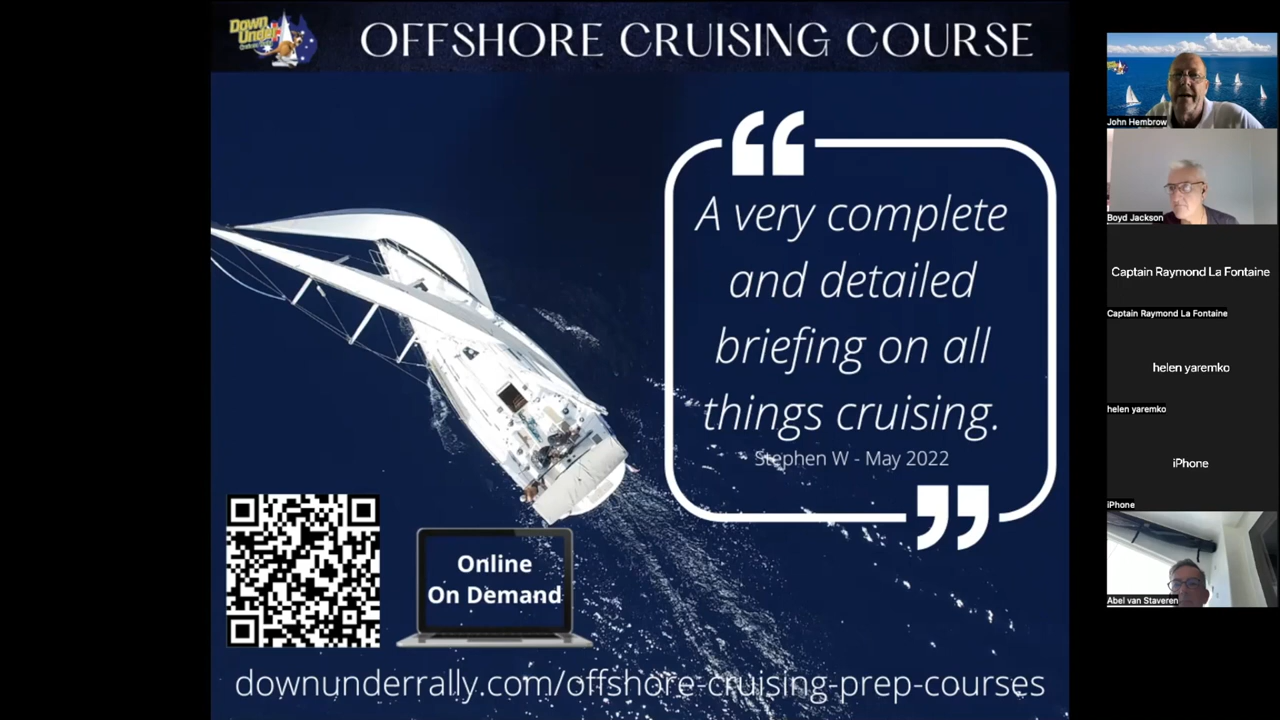 Down
Under
OFFSHORE CRUISING COURSE
“
A very complete
and detailed
briefing on all
things cruising.
Stephen W - May 2022
”
Online
On Demand
downunderrally.com/offshore-cruising-prep-courses
John Hembrow
Boyd Jackson
Captain Raymond La Fontaine
Captain Raymond La Fontaine
helen yaremko
helen yaremko
iPhone
iPhone
Abel van Staveren